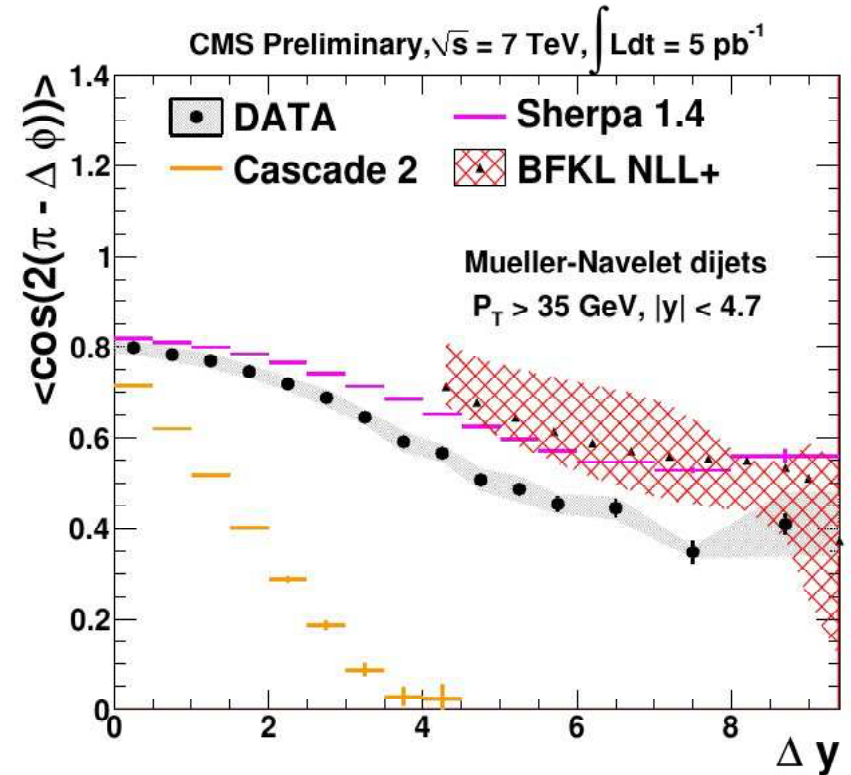 CMS Preliminary,√s = 7 TeV, ∫Ldt = 5 pb⁻¹
<cos(2(π - Δ φ))>
1.4
1.2
1
0.8
0.6
0.4
0.2
0
DATA
Sherpa 1.4
Cascade 2
BFKL NLL+
Mueller-Navelet dijets
P_T > 35 GeV, |y| < 4.7
0 2 4 6 8
Δ y